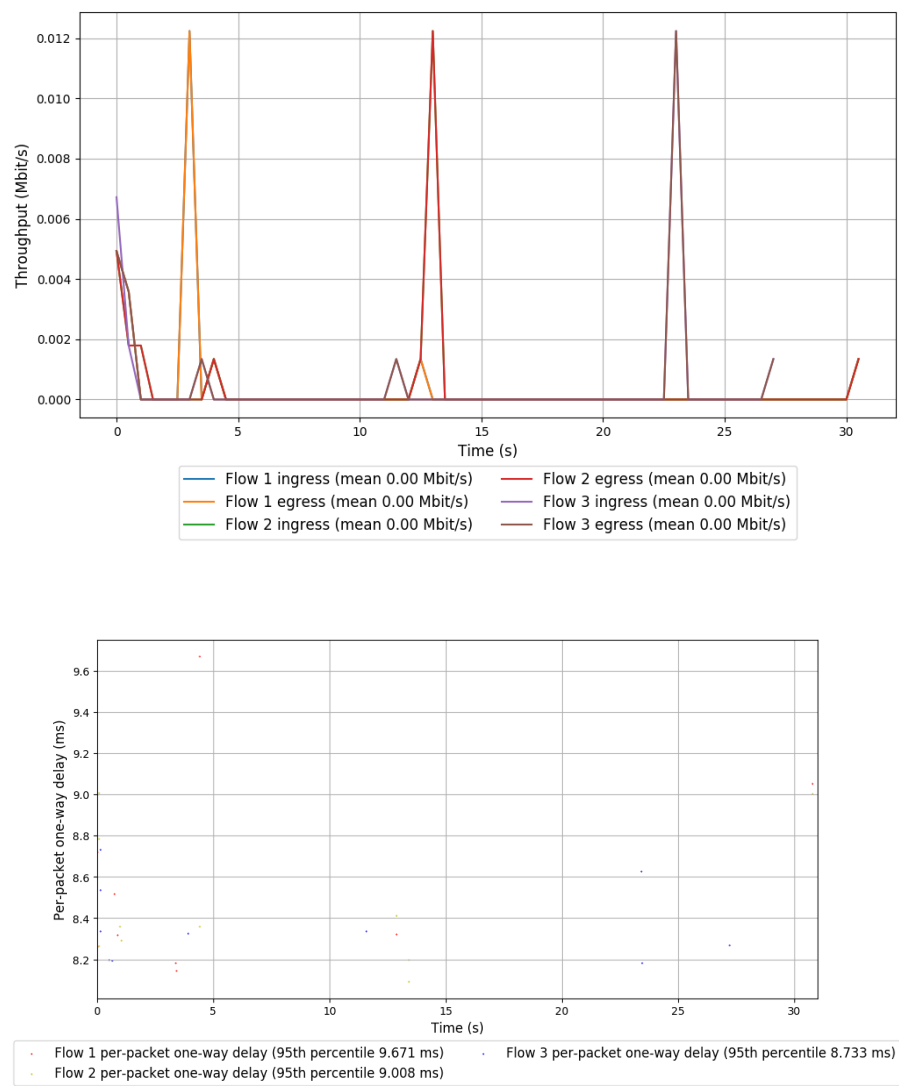 0.012
0.010
0.008
0.006
0.004
0.002
0.000
Throughput (Mbit/s)
0 5 10 15 20 25 30
Time (s)
Flow 1 ingress (mean 0.00 Mbit/s)
Flow 1 egress (mean 0.00 Mbit/s)
Flow 2 ingress (mean 0.00 Mbit/s)
Flow 2 egress (mean 0.00 Mbit/s)
Flow 3 ingress (mean 0.00 Mbit/s)
Flow 3 egress (mean 0.00 Mbit/s)
9.6
9.4
9.2
9.0
8.8
8.6
8.4
8.2
Per-packet one-way delay (ms)
0 5 10 15 20 25 30
Time (s)
Flow 1 per-packet one-way delay (95th percentile 9.671 ms)
Flow 2 per-packet one-way delay (95th percentile 9.008 ms)
Flow 3 per-packet one-way delay (95th percentile 8.733 ms)